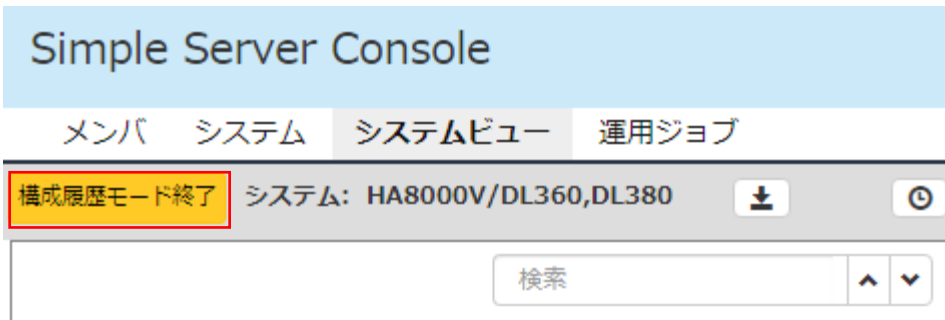 Simple Server Console
メンバ システム システムビュー 運用ジョブ
構成履歴モード終了 システム: HA8000V/DL360,DL380
検索